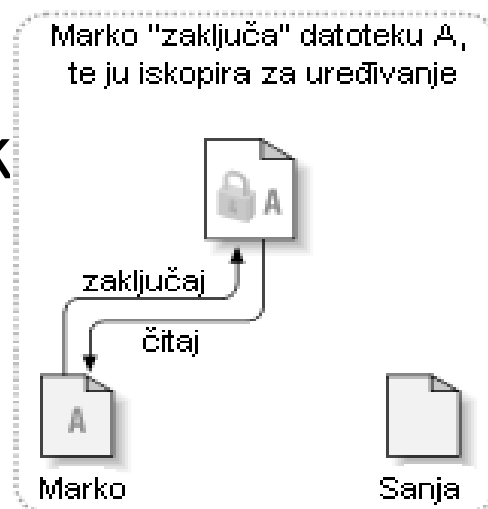 Marko "zaključa" datoteku A,
te ju iskopira za uređivanje
A
zaključaj
čitaj
A
Marko
Sanja